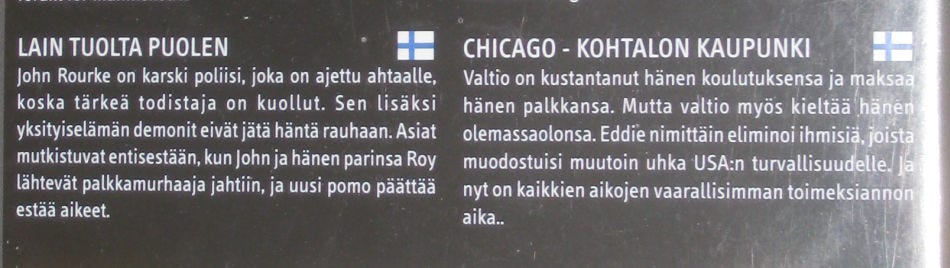 LAIN TUOLTA PUOLEN
John Rourke on karski poliisi, joka on ajettu ahtaalle,
koska tärkeä todistaja on kuollut. Sen lisäksi
yksityiselämän demonit eivät jätä häntä rauhaan. Asiat
mutkistuvat entisestään, kun John ja hänen parinsa Roy
lähtevät palkkamurhaaja jahtiin, ja uusi pomo päättää
estää aikeet.
CHICAGO - KOHTALON KAUPUNKI
Valtio on kustantanut hänen koulutuksensa ja maksaa
hänen palkkansa. Mutta valtio myös kieltää hänen
olemassaolonsa. Eddie nimittäin eliminoi ihmisiä, joista
muodostuisi muutoin uhka USA:n turvallisuudelle. Ja
nyt on kaikkien aikojen vaarallisimman toimeksiannon
aika..